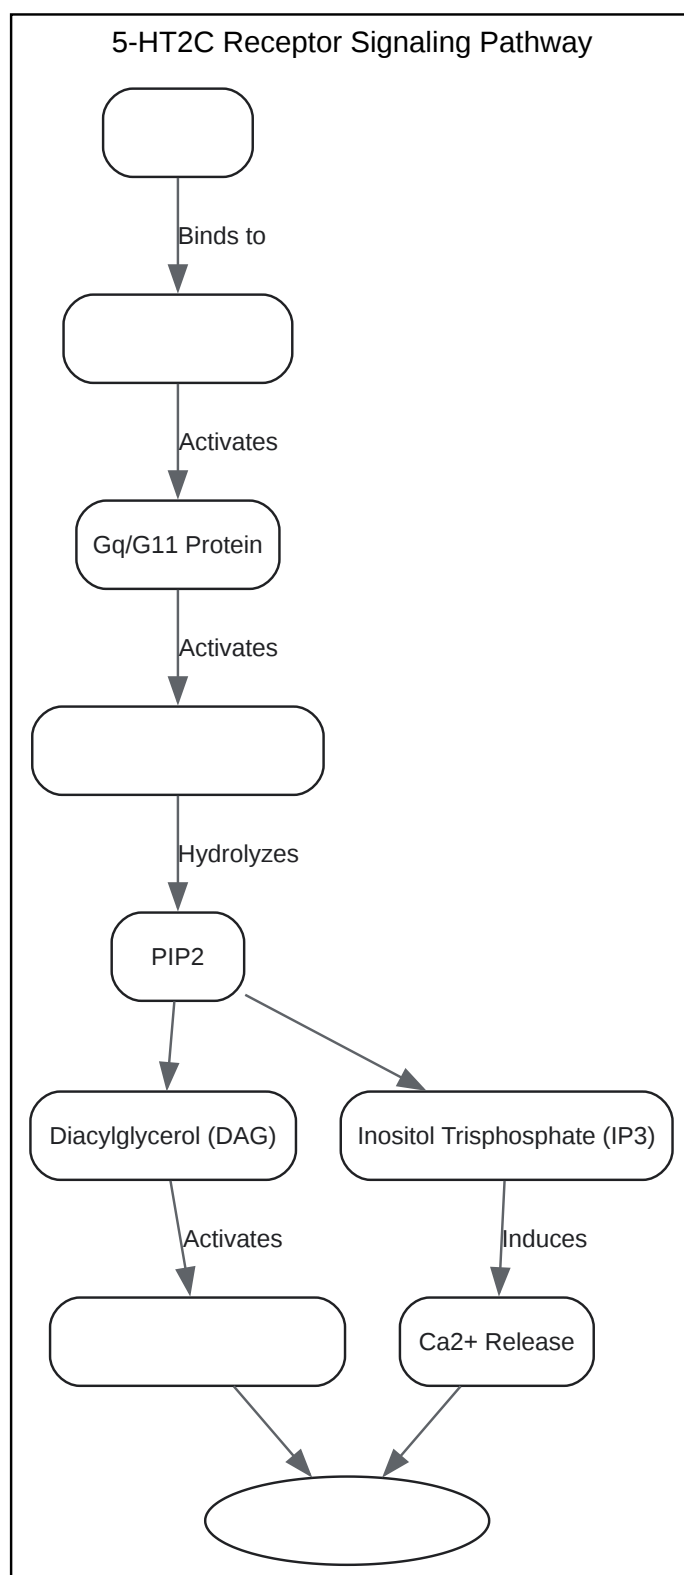 5-HT2C Receptor Signaling Pathway
Binds to
Activates
Gq/G11 Protein
Activates
Hydrolyzes
PIP2
Diacylglycerol (DAG)
Inositol Trisphosphate (IP3)
Activates
Induces
Ca2+ Release